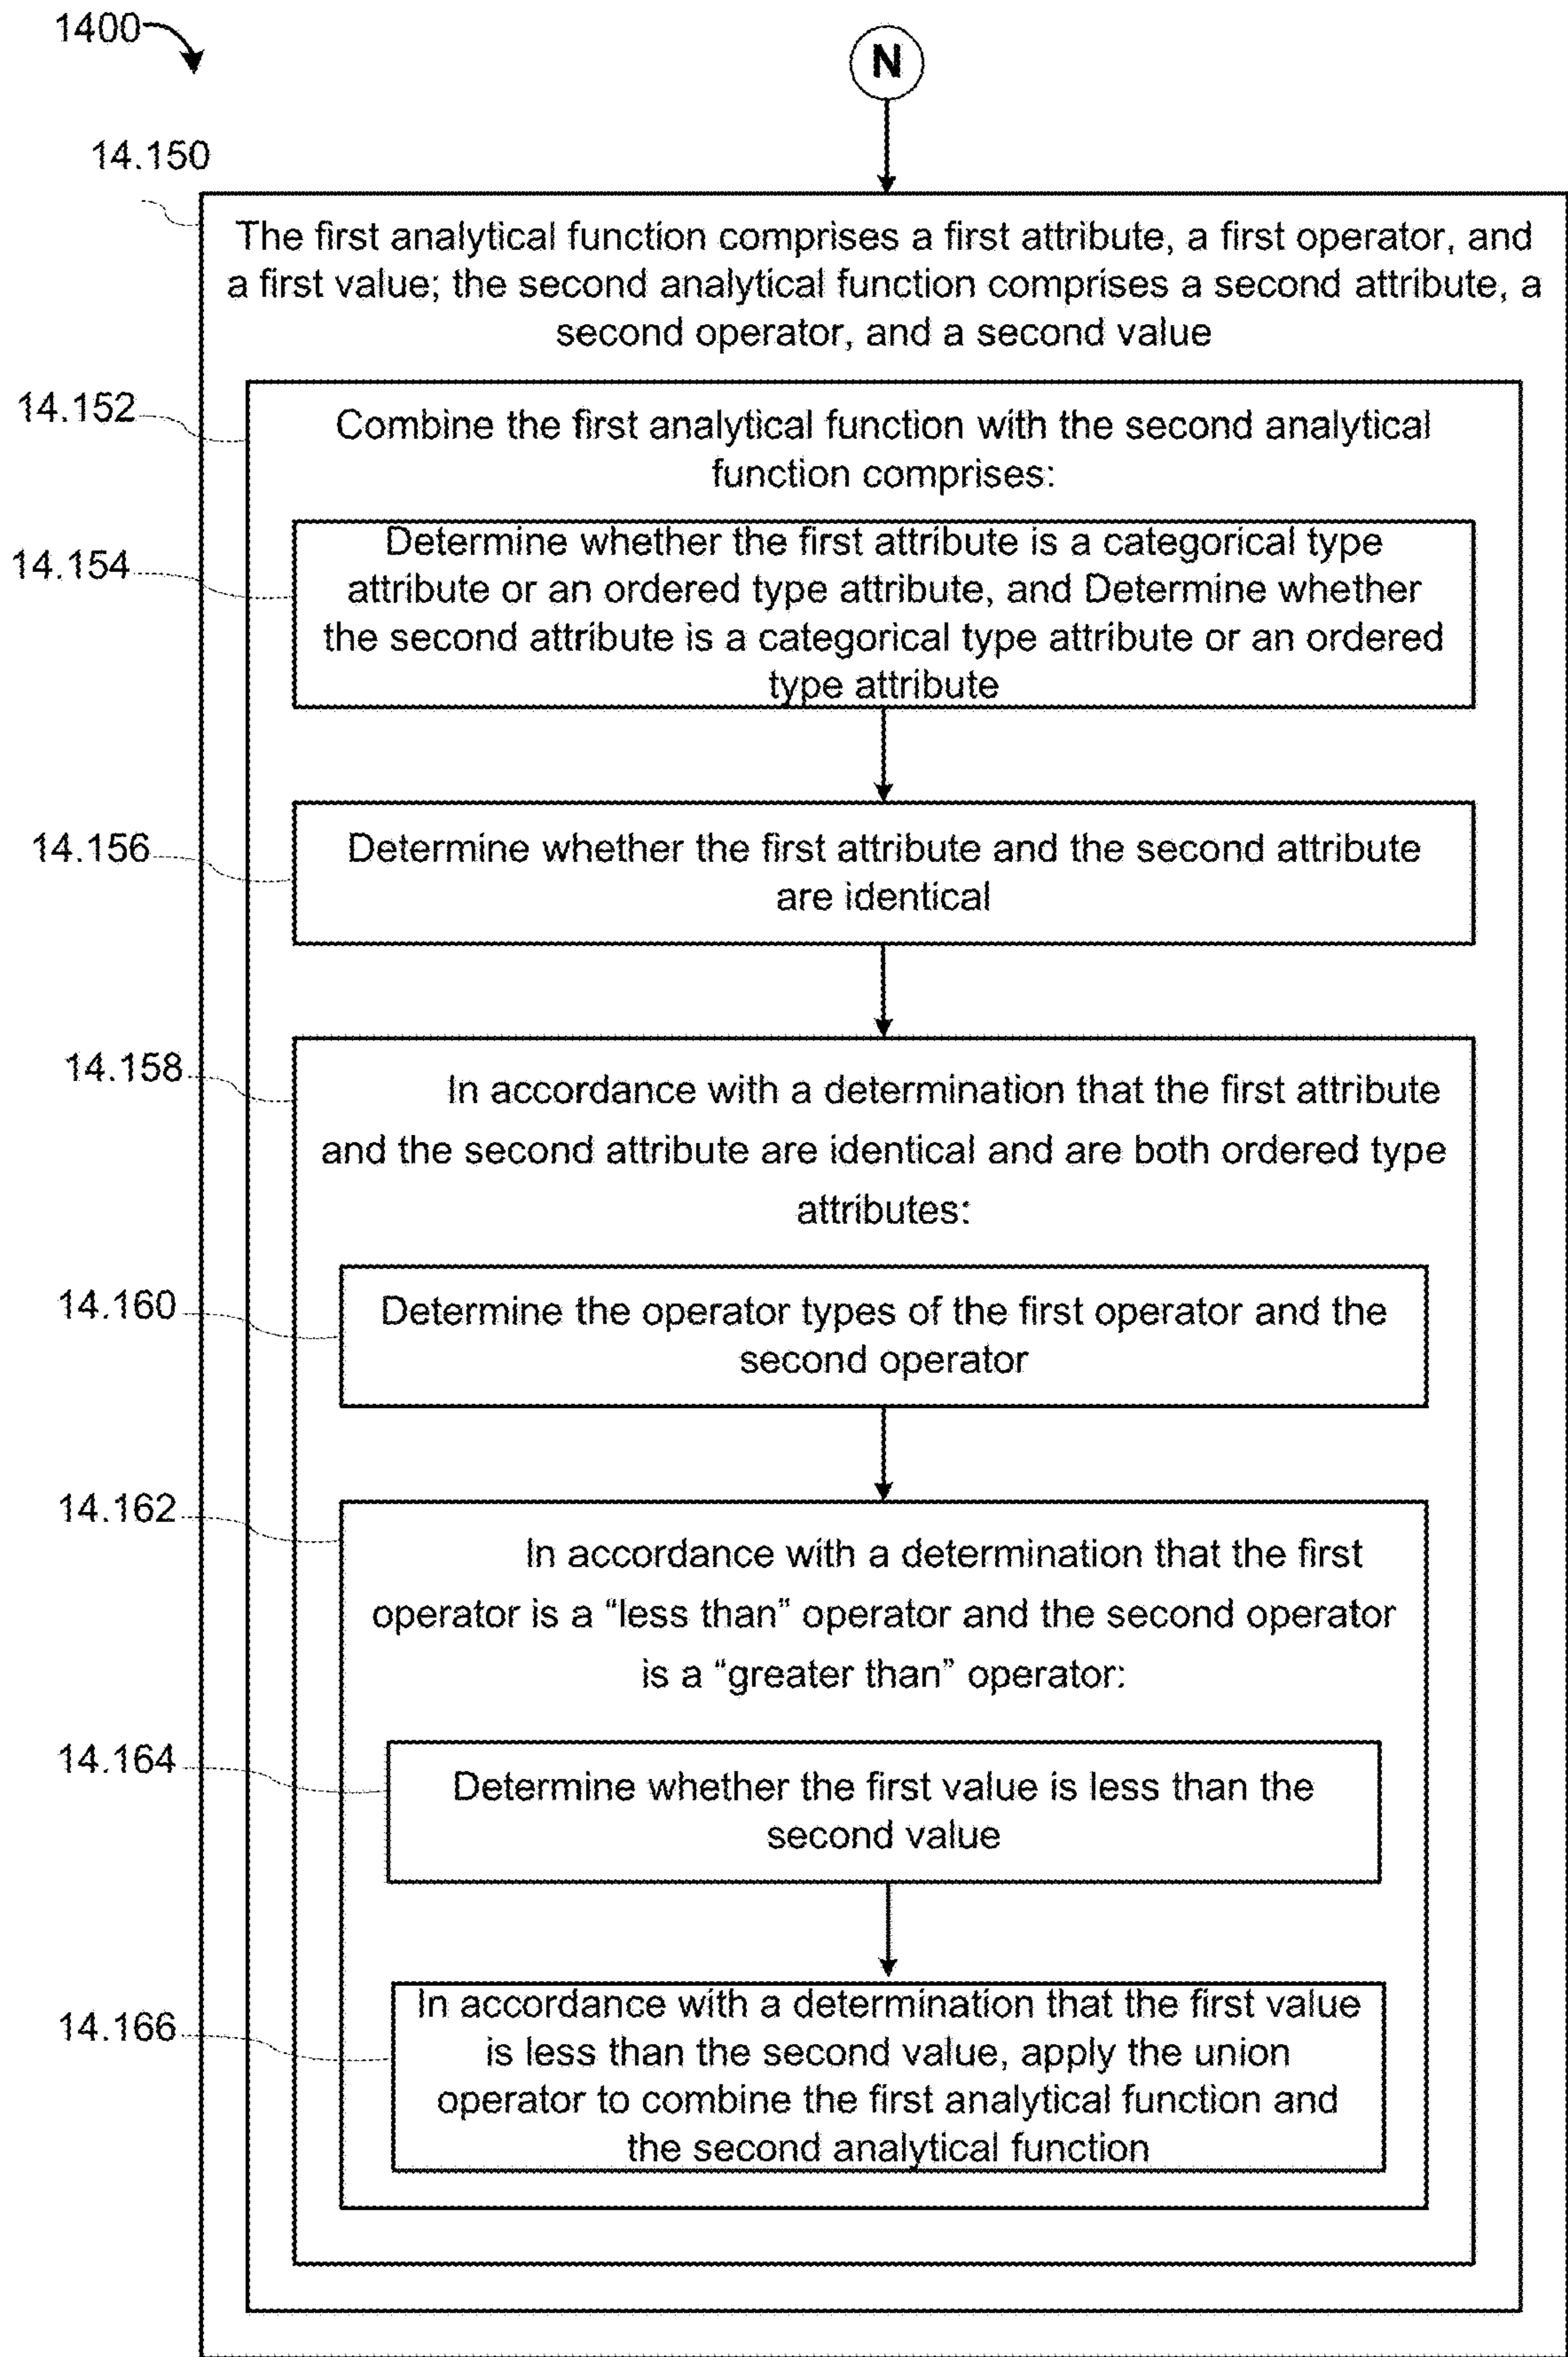 1400
N
14.150
The first analytical function comprises a first attribute, a first operator, and
a first value; the second analytical function comprises a second attribute, a
second operator, and a second value
14.152
Combine the first analytical function with the second analytical
function comprises:
14.154
Determine whether the first attribute is a categorical type
attribute or an ordered type attribute, and Determine whether
the second attribute is a categorical type attribute or an ordered
type attribute
14.156
Determine whether the first attribute and the second attribute
are identical
14.158
In accordance with a determination that the first attribute
and the second attribute are identical and are both ordered type
attributes:
14.160
Determine the operator types of the first operator and the
second operator
14.162
In accordance with a determination that the first
operator is a “less than” operator and the second operator
is a “greater than” operator:
14.164
Determine whether the first value is less than the
second value
14.166
In accordance with a determination that the first value
is less than the second value, apply the union
operator to combine the first analytical function and
the second analytical function